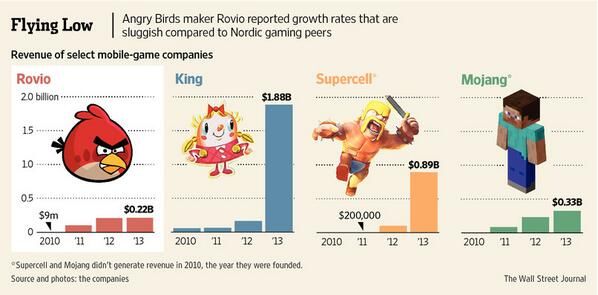 Flying Low
Angry Birds maker Rovio reported growth rates that are
sluggish compared to Nordic gaming peers
Revenue of select mobile-game companies
Rovio
2.0 billion
1.5
1.0
0.5
0
$9m
$0.22B
2010 '11 '12 '13
King
$1.88B
2010 '11 '12 '13
Supercell*
$0.89B
$200,000
2010 '11 '12 '13
Mojang*
$0.33B
2010 '11 '12 '13
*Supercell and Mojang didn't generate revenue in 2010, the year they were founded.
Source and photos: the companies
The Wall Street Journal